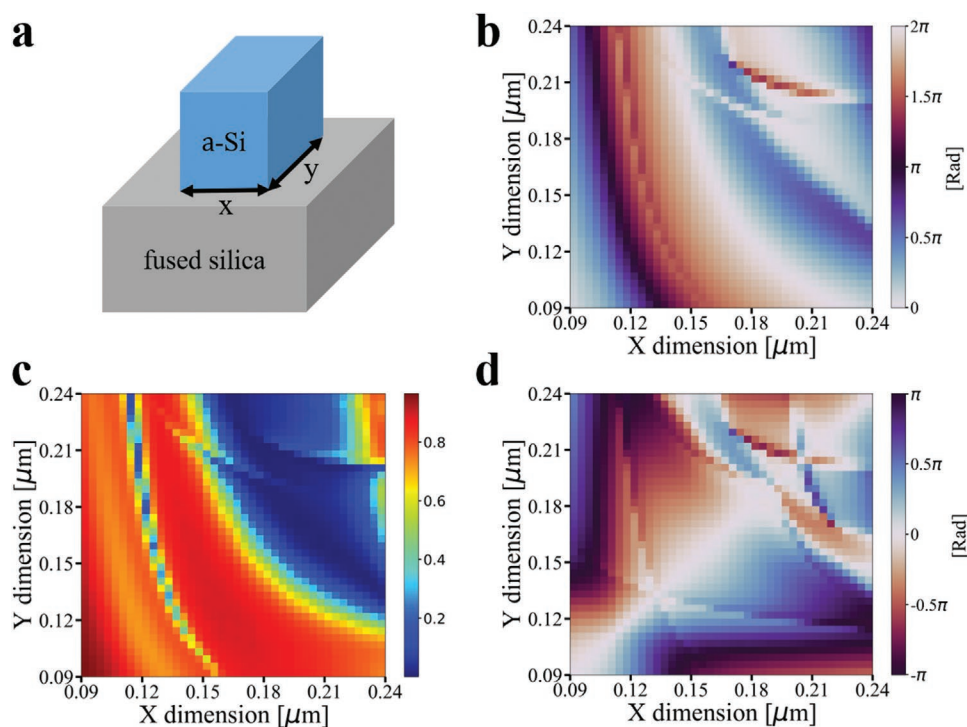 a
a-Si
y
x
fused silica
b
0.24
0.21
0.18
0.15
0.12
0.09
Y dimension [μm]
0.09 0.12 0.15 0.18 0.21 0.24
X dimension [μm]
2π
1.5π
π
0.5π
0
[Rad]
c
0.24
0.21
0.18
0.15
0.12
0.09
Y dimension [μm]
0.09 0.12 0.15 0.18 0.21 0.24
X dimension [μm]
0.8
0.6
0.4
0.2
d
0.24
0.21
0.18
0.15
0.12
0.09
Y dimension [μm]
0.09 0.12 0.15 0.18 0.21 0.24
X dimension [μm]
π
0.5π
0
-0.5π
-π
[Rad]